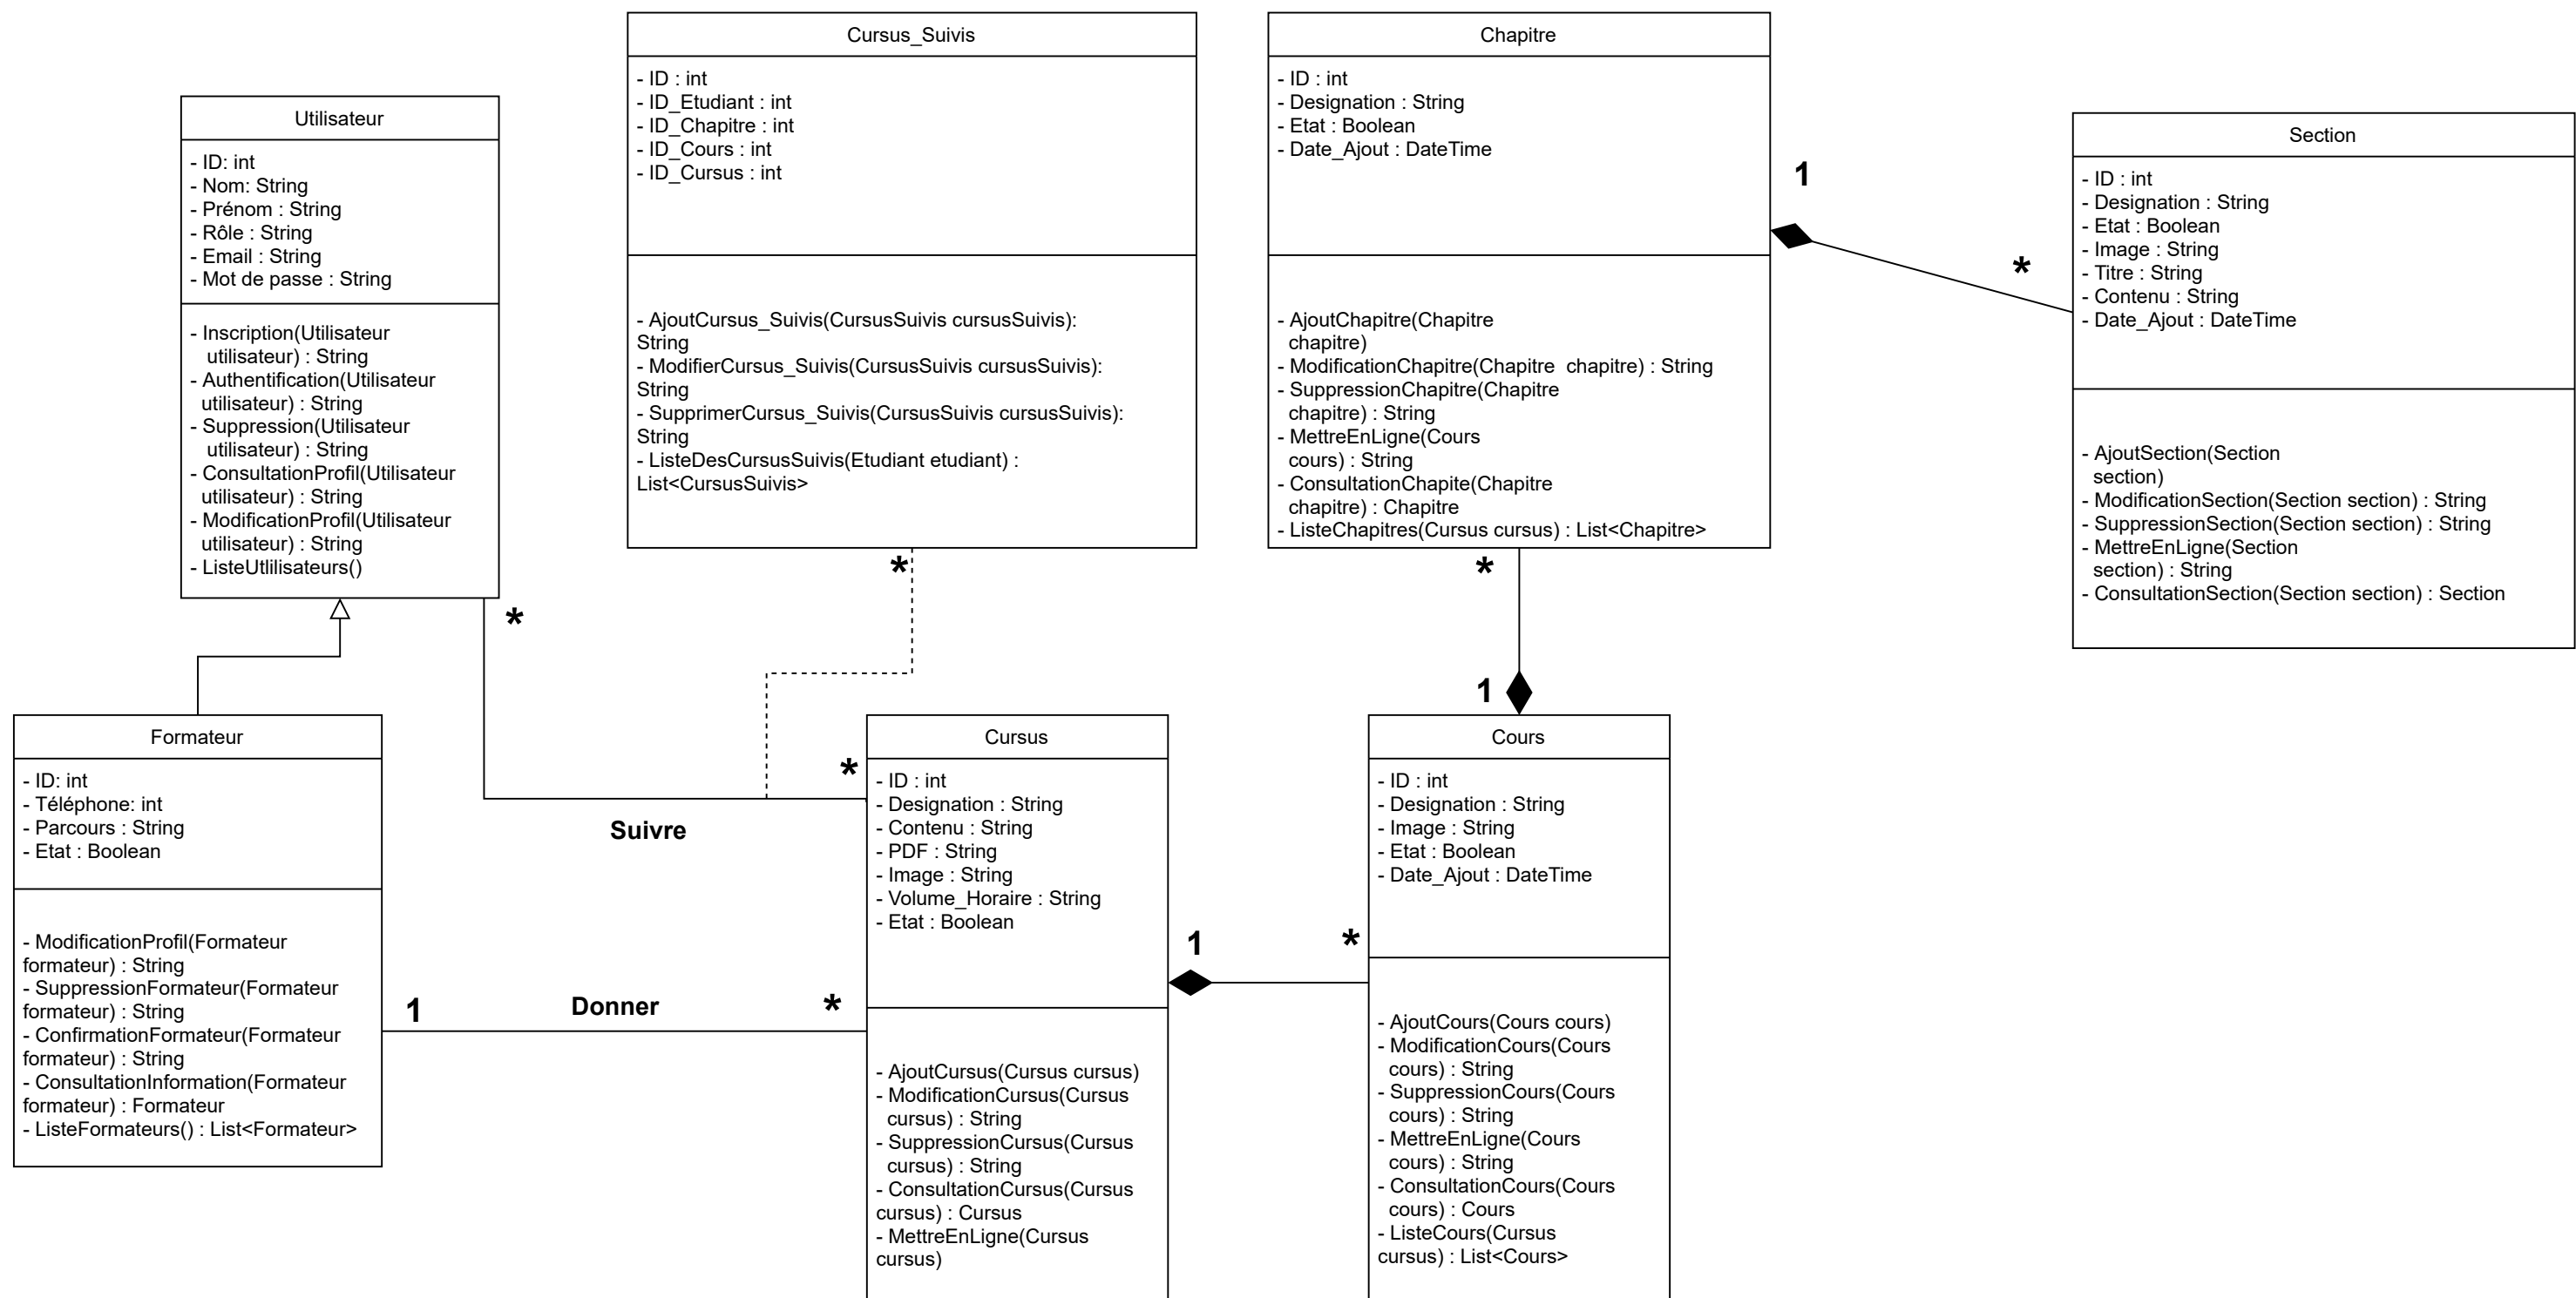 Utilisateur
- ID: int
- Nom: String
- Prénom : String
- Rôle : String
- Email : String
- Mot de passe : String
- Inscription(Utilisateur
utilisateur) : String
- Authentification(Utilisateur
utilisateur) : String
- Suppression(Utilisateur
utilisateur) : String
- ConsultationProfil(Utilisateur
utilisateur) : String
- ModificationProfil(Utilisateur
utilisateur) : String
- ListeUtlilisateurs()
*
Cursus_Suivis
- ID : int
- ID_Etudiant : int
- ID_Chapitre : int
- ID_Cours : int
- ID_Cursus : int
- AjoutCursus_Suivis(CursusSuivis cursusSuivis):
String
- ModifierCursus_Suivis(CursusSuivis cursusSuivis):
String
- SupprimerCursus_Suivis(CursusSuivis cursusSuivis):
String
- ListeDesCursusSuivis(Etudiant etudiant) :
List<CursusSuivis>
*
Chapitre
- ID : int
- Designation : String
- Etat : Boolean
- Date_Ajout : DateTime
- AjoutChapitre(Chapitre
chapitre)
- ModificationChapitre(Chapitre  chapitre) : String
- SuppressionChapitre(Chapitre
chapitre) : String
- MettreEnLigne(Cours
cours) : String
- ConsultationChapite(Chapitre
chapitre) : Chapitre
- ListeChapitres(Cursus cursus) : List<Chapitre>
1
*
*
1
Section
- ID : int
- Designation : String
- Etat : Boolean
- Image : String
- Titre : String
- Contenu : String
- Date_Ajout : DateTime
- AjoutSection(Section
section)
- ModificationSection(Section section) : String
- SuppressionSection(Section section) : String
- MettreEnLigne(Section
section) : String
- ConsultationSection(Section section) : Section
Formateur
- ID: int
- Téléphone: int
- Parcours : String
- Etat : Boolean
- ModificationProfil(Formateur
formateur) : String
- SuppressionFormateur(Formateur
formateur) : String
- ConfirmationFormateur(Formateur
formateur) : String
- ConsultationInformation(Formateur
formateur) : Formateur
- ListeFormateurs() : List<Formateur>
*
Suivre
1
Donner
*
Cursus
- ID : int
- Designation : String
- Contenu : String
- PDF : String
- Image : String
- Volume_Horaire : String
- Etat : Boolean
- AjoutCursus(Cursus cursus)
- ModificationCursus(Cursus
cursus) : String
- SuppressionCursus(Cursus
cursus) : String
- ConsultationCursus(Cursus
cursus) : Cursus
- MettreEnLigne(Cursus
cursus)
1
*
Cours
- ID : int
- Designation : String
- Image : String
- Etat : Boolean
- Date_Ajout : DateTime
- AjoutCours(Cours cours)
- ModificationCours(Cours
cours) : String
- SuppressionCours(Cours
cours) : String
- MettreEnLigne(Cours
cours) : String
- ConsultationCours(Cours
cours) : Cours
- ListeCours(Cursus
cursus) : List<Cours>